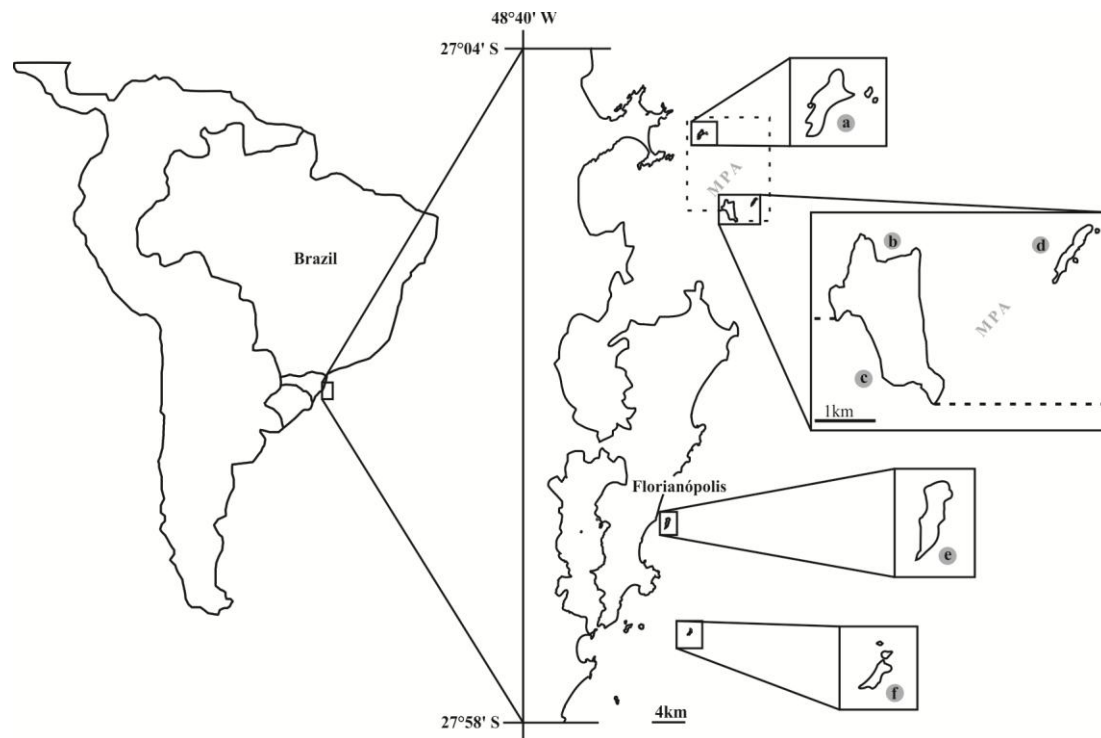 48°40' W
27°04' S
a
MPA
b
d
Brazil
MPA
c
1km
Florianópolis
e
f
27°58' S
4km